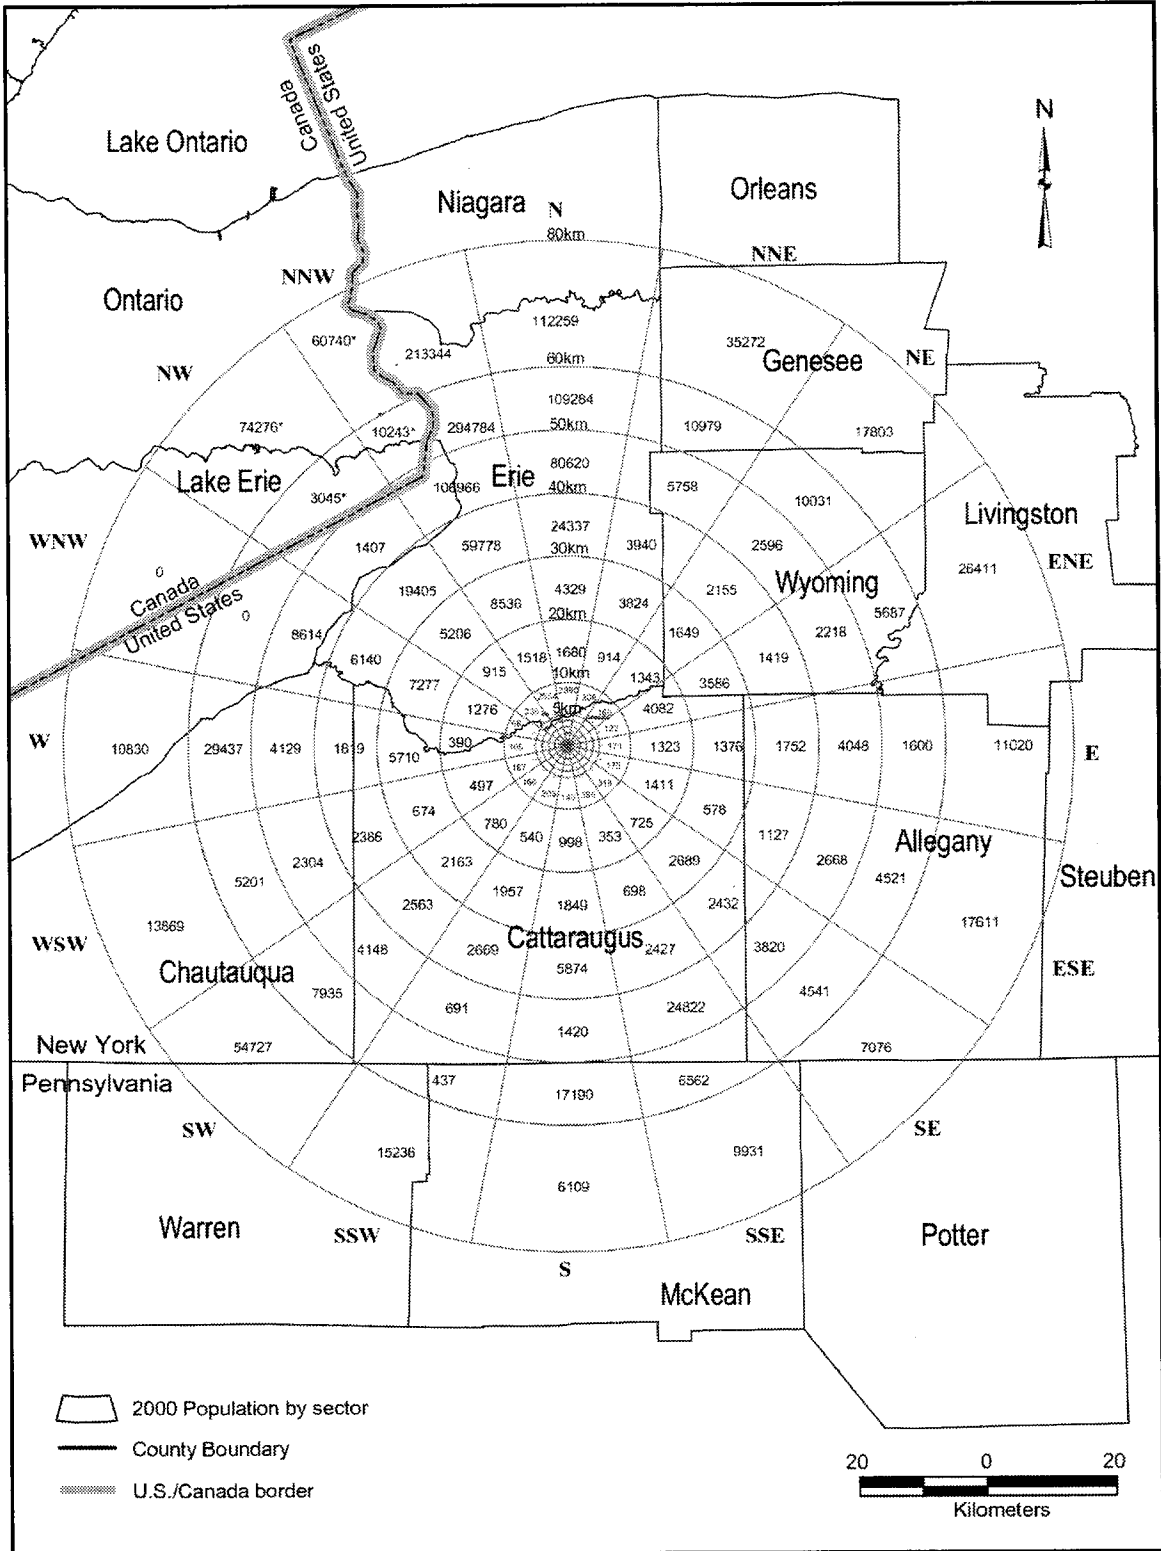 Canada
United States
N
Lake Ontario
Niagara
N
Orleans
80km
NNE
NNW
Ontario
112259
60740*
35272
213344
60km
Genesee
NE
NW
109284
74276*
10243*
294784
50km
10979
17803
80620
Lake Erie
Erie
40km
5758
3045*
106966
10031
Livingston
24337
WNW
1407
59778
30km
3940
2596
ENE
26411
0
Wyoming
Canada
United States
19405
8536
4329
3824
2155
0
20km
5687
8614
5206
1649
2218
6140
915
1518
1680
914
1419
7277
10km
1343
3586
1276
5km
4082
W
390
10830
29437
4129
1819
5710
1323
1376
1752
4048
1600
11020
E
497
1411
674
780
725
578
2386
540
998
353
1127
Allegany
2304
2163
2689
2668
5201
698
4521
Steuben
1957
2563
1849
2432
13869
17611
WSW
4148
2669
Cattaraugus
2427
3820
5874
ESE
Chautauqua
7935
691
24822
4541
1420
New York
54727
7076
Pennsylvania
437
6562
17190
SW
SE
15236
9931
6109
Warren
SSW
SSE
Potter
S
McKean
2000 Population by sector
County Boundary
U.S./Canada border
20 0 20
Kilometers